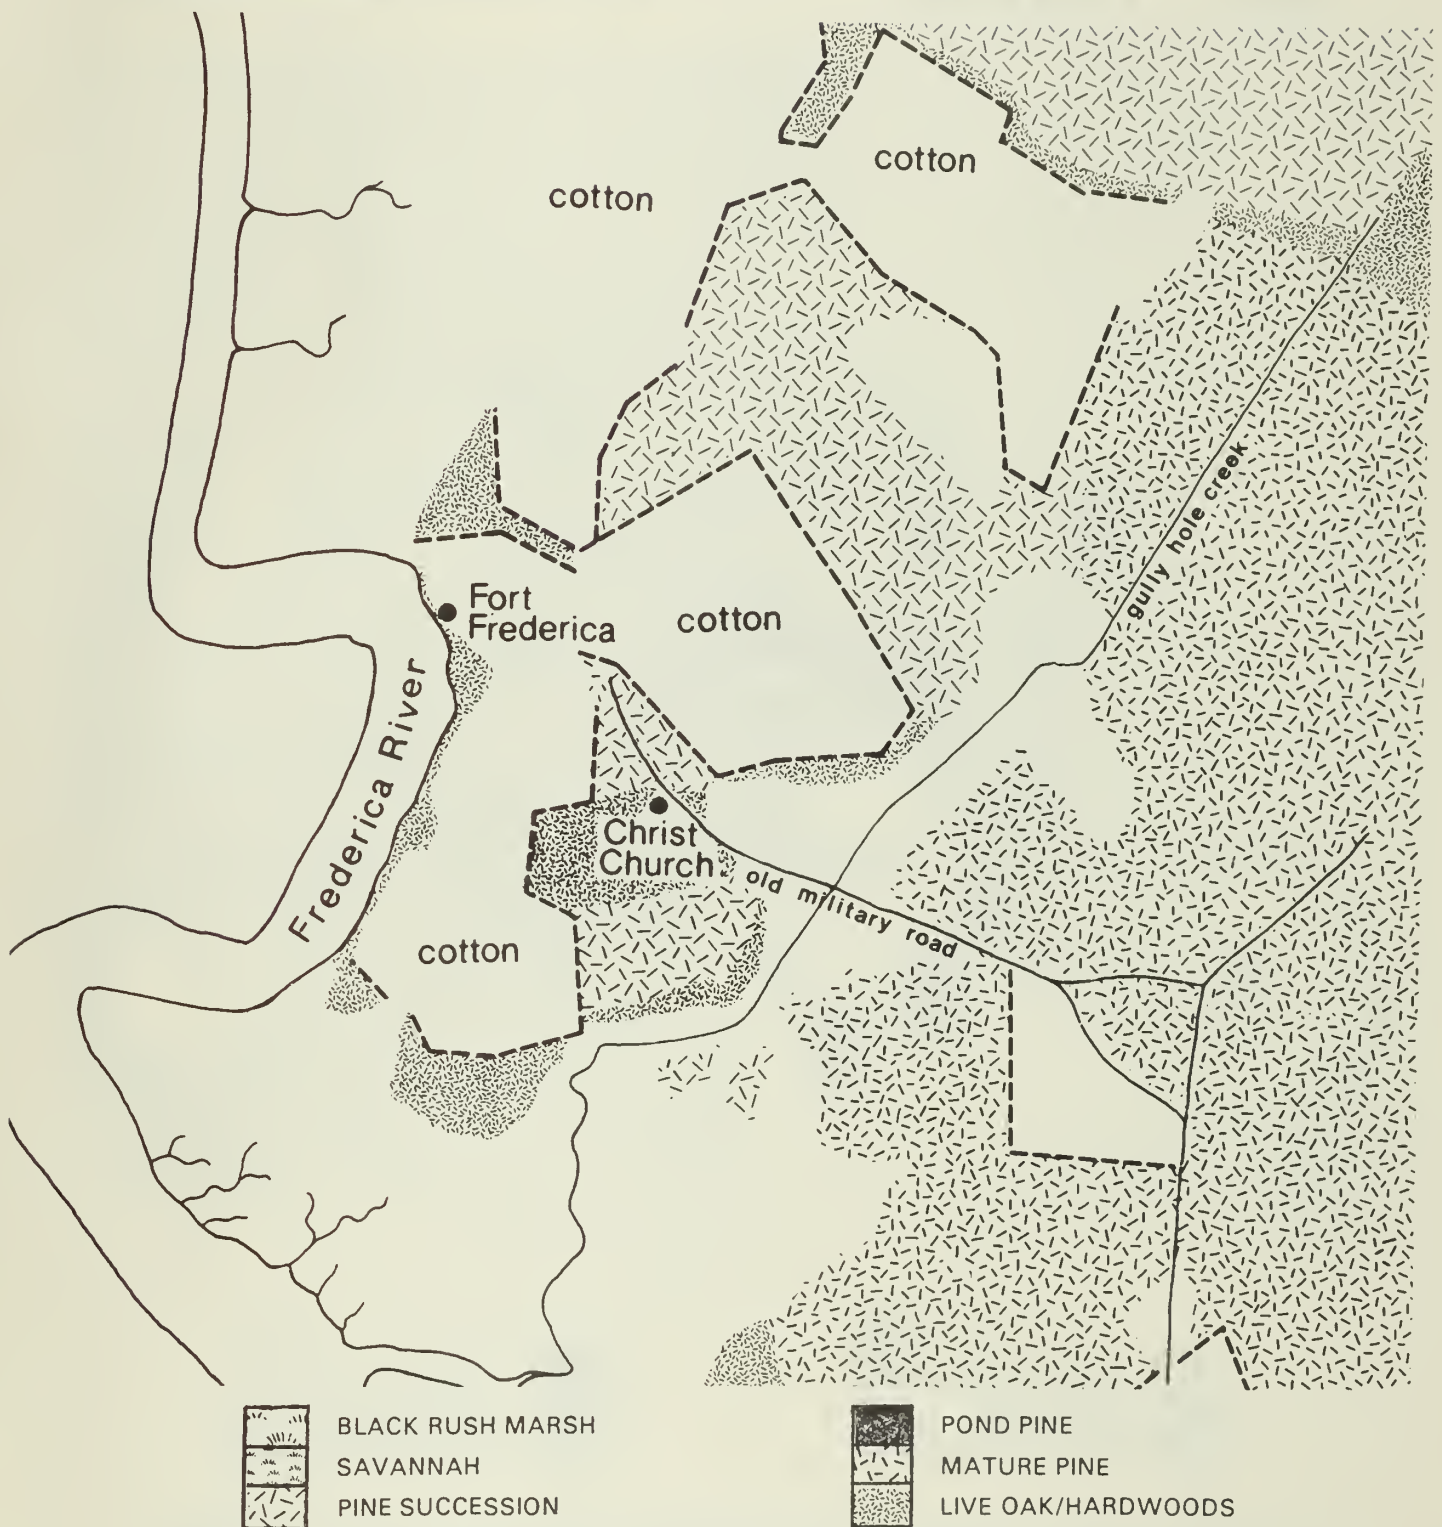 cotton
cotton
gully hole creek
Fort
Frederica
cotton
Frederica River
Christ
Church
old military road
cotton
BLACK RUSH MARSH
SAVANNAH
PINE SUCCESSION
POND PINE
MATURE PINE
LIVE OAK/HARDWOODS